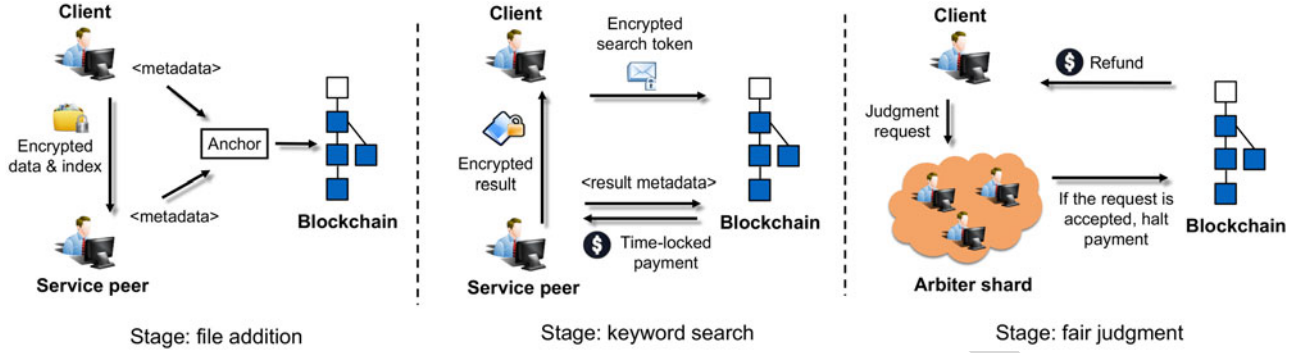 Client
<metadata>
Encrypted
data & index
Anchor
<metadata>
Blockchain
Service peer
Stage: file addition
Client
Encrypted
search token
Encrypted
result
<result metadata>
$
Time-locked
payment
Blockchain
Service peer
Stage: keyword search
Client
$
Refund
Judgment
request
If the request is
accepted, halt
payment
Blockchain
Arbiter shard
Stage: fair judgment